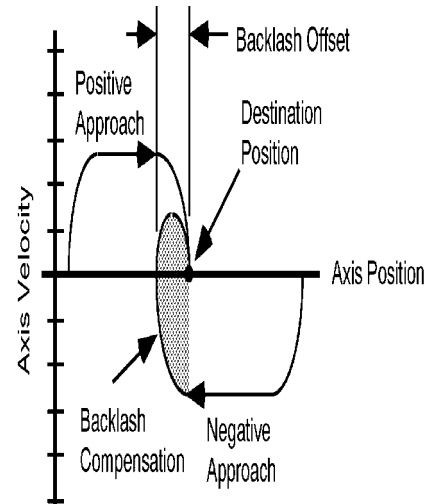 Backlash Offset
Positive
Approach
Destination
Position
Axis Velocity
Axis Position
Backlash
Compensation
Negative
Approach